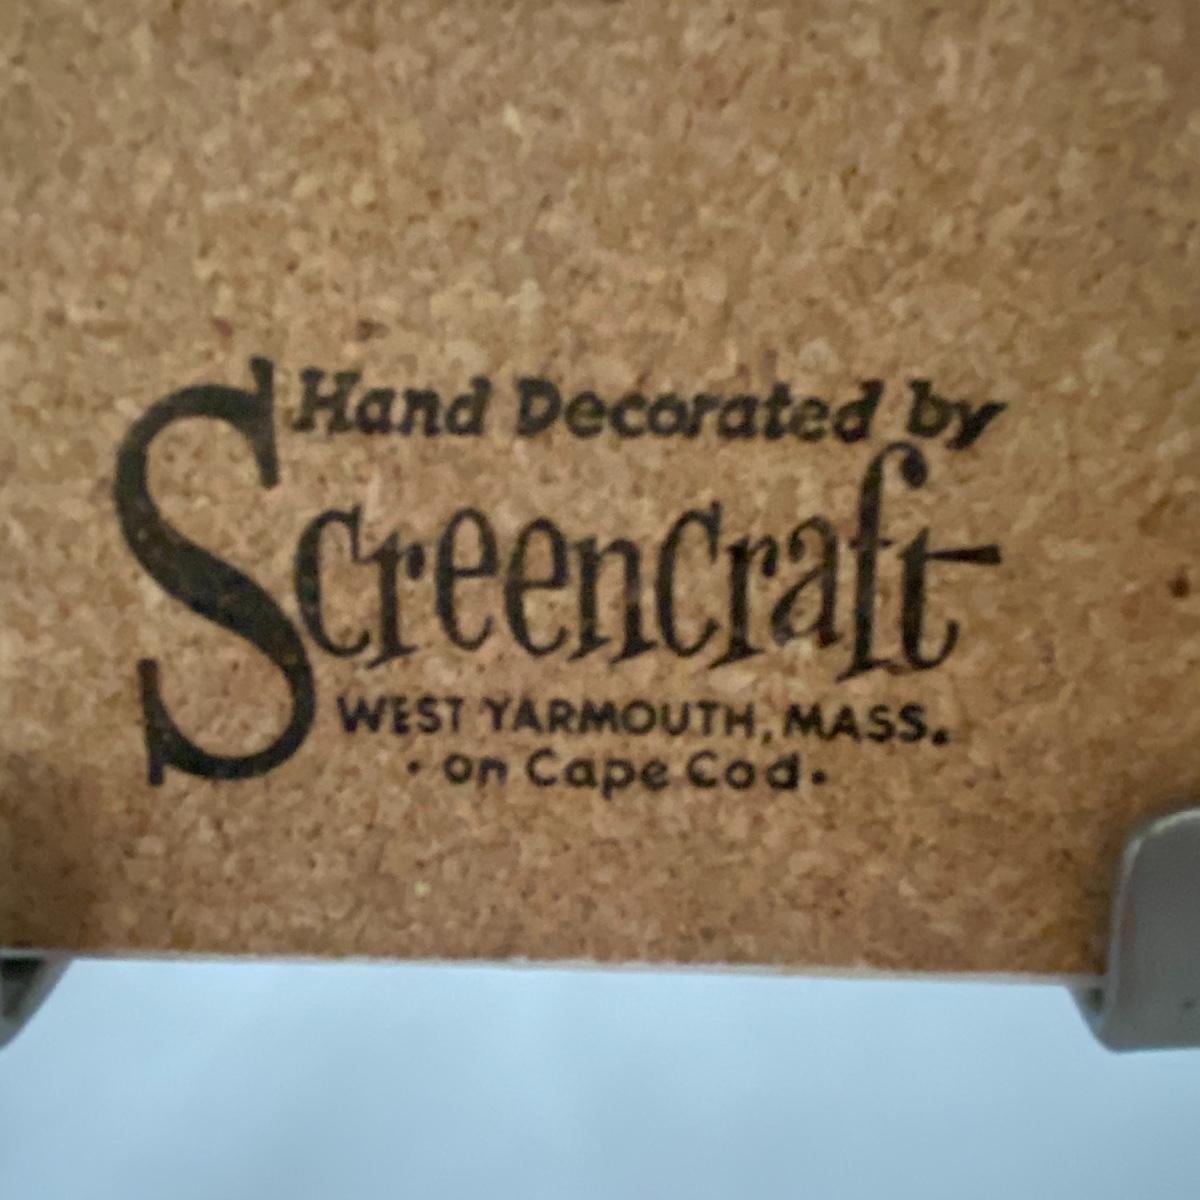 Hand Decorated by
Screencraft
WEST YARMOUTH, MASS.
· on Cape Cod ·